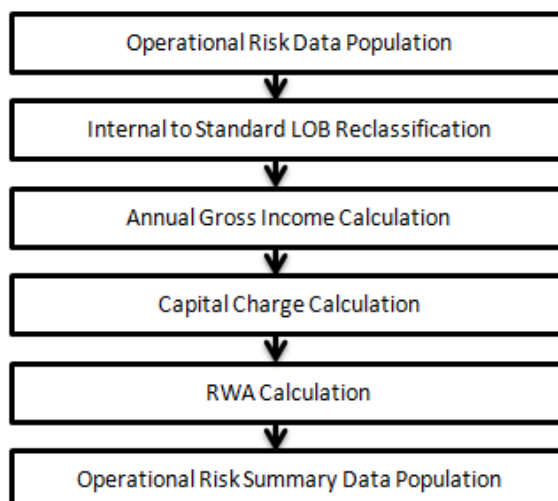 Operational Risk Data Population
Internal to Standard LOB Reclassification
Annual Gross Income Calculation
Capital Charge Calculation
RWA Calculation
Operational Risk Summary Data Population